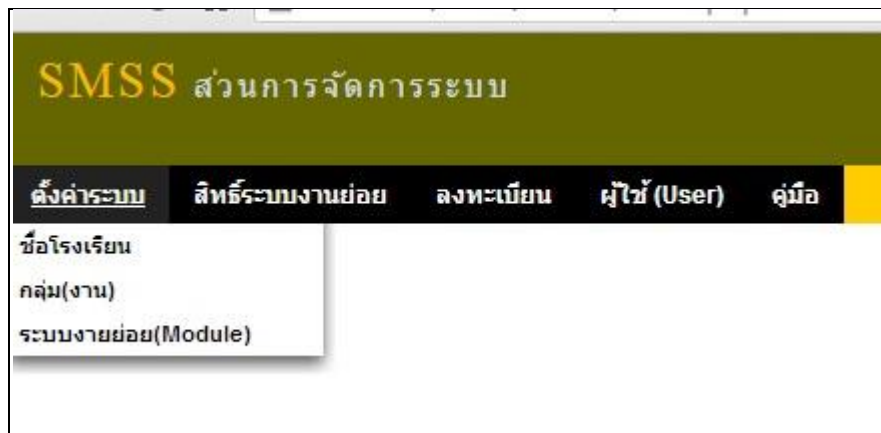 SMSS ส่วนการจัดการระบบ
ตั้งค่าระบบ สิทธิ์ระบบงานย่อย ลงทะเบียน ผู้ใช้ (User) คู่มือ
ชื่อโรงเรียน
กลุ่ม(งาน)
ระบบงายย่อย(Module)